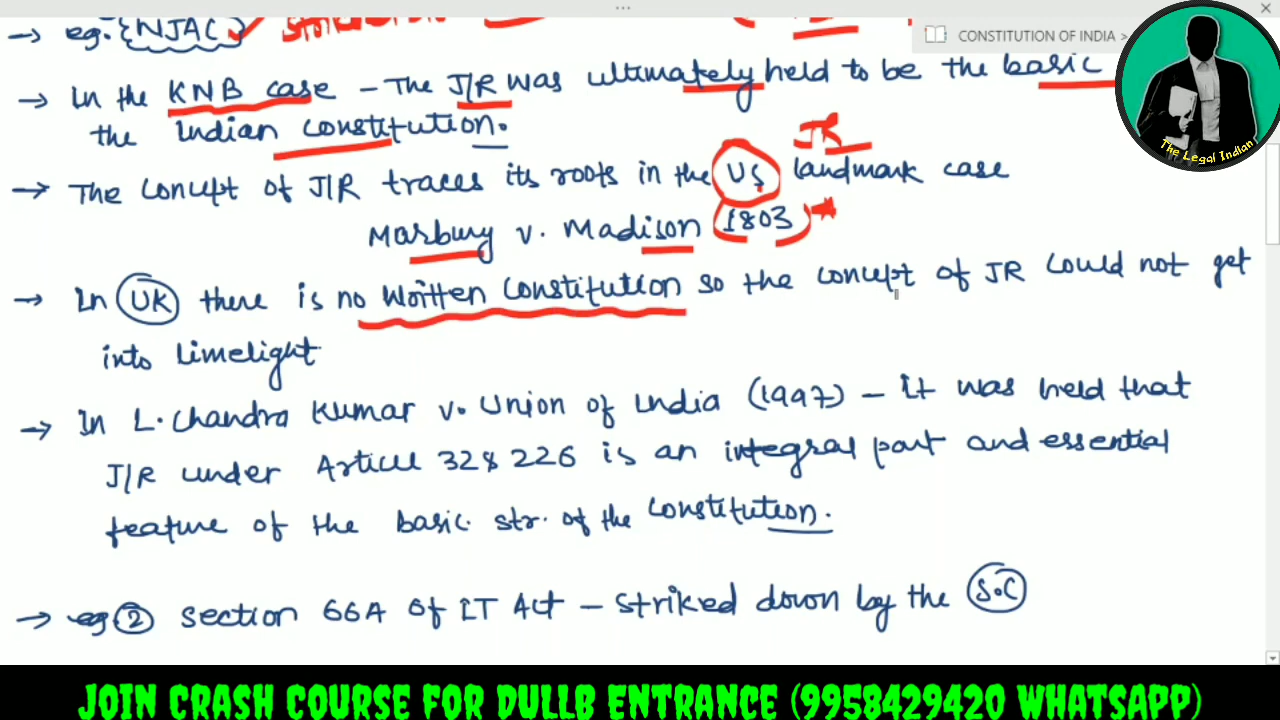 ...
→ eg. {NJAC}
CONSTITUTION OF INDIA >
→ In the KNB case – The J/R was ultimately held to be the basic
the Indian constitution.
JR
→ The concept of J/R traces its roots in the US landmark case
Marbury v. Madison (1803)
→ In UK there is no written constitution so the concept of JR could not get
into limelight
→ In L. Chandra Kumar v. Union of India (1997) – it was held that
J/R under Article 32 & 226 is an integral part and essential
feature of the basic str. of the constitution.
→ eg ② Section 66A of IT Act – striked down by the S.C
The Legal Indian
JOIN CRASH COURSE FOR DULLB ENTRANCE (9958429420 WHATSAPP)